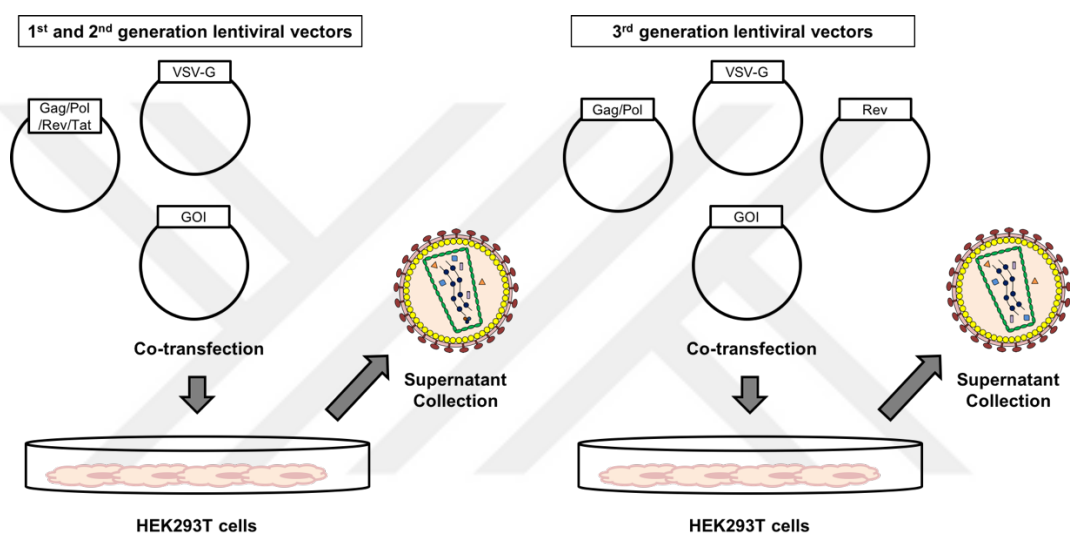 1st and 2nd generation lentiviral vectors
VSV-G
Gag/Pol
/Rev/Tat
GOI
Co-transfection
Supernatant
Collection
HEK293T cells
3rd generation lentiviral vectors
VSV-G
Gag/Pol
Rev
GOI
Co-transfection
Supernatant
Collection
HEK293T cells